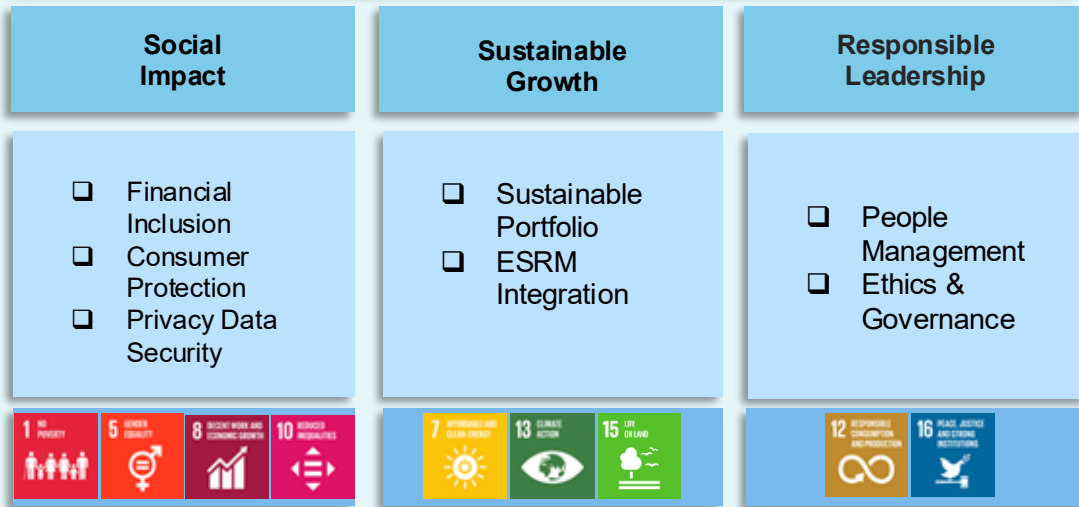 Social
Impact
Sustainable
Growth
Responsible
Leadership
Financial
Inclusion
Consumer
Protection
Privacy Data
Security
Sustainable
Portfolio
ESRM
Integration
People
Management
Ethics &
Governance
1 NO
POVERTY
5 GENDER
EQUALITY
8 DECENT WORK AND
ECONOMIC GROWTH
10 REDUCED
INEQUALITIES
7 AFFORDABLE AND
CLEAN ENERGY
13 CLIMATE
ACTION
15 LIFE
ON LAND
12 RESPONSIBLE
CONSUMPTION
AND PRODUCTION
16 PEACE, JUSTICE
AND STRONG
INSTITUTIONS